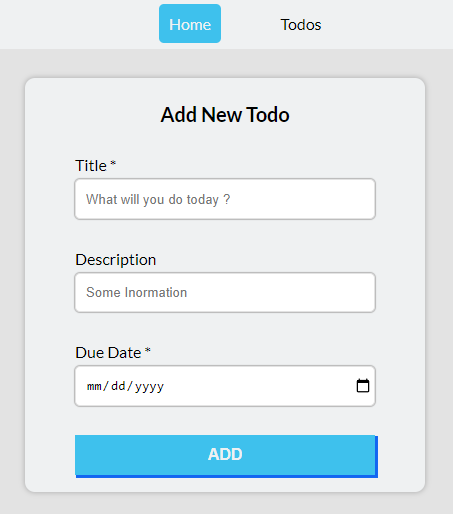 Home Todos
Add New Todo
Title *
What will you do today ?
Description
Some Inormation
Due Date *
mm/dd/yyyy
ADD